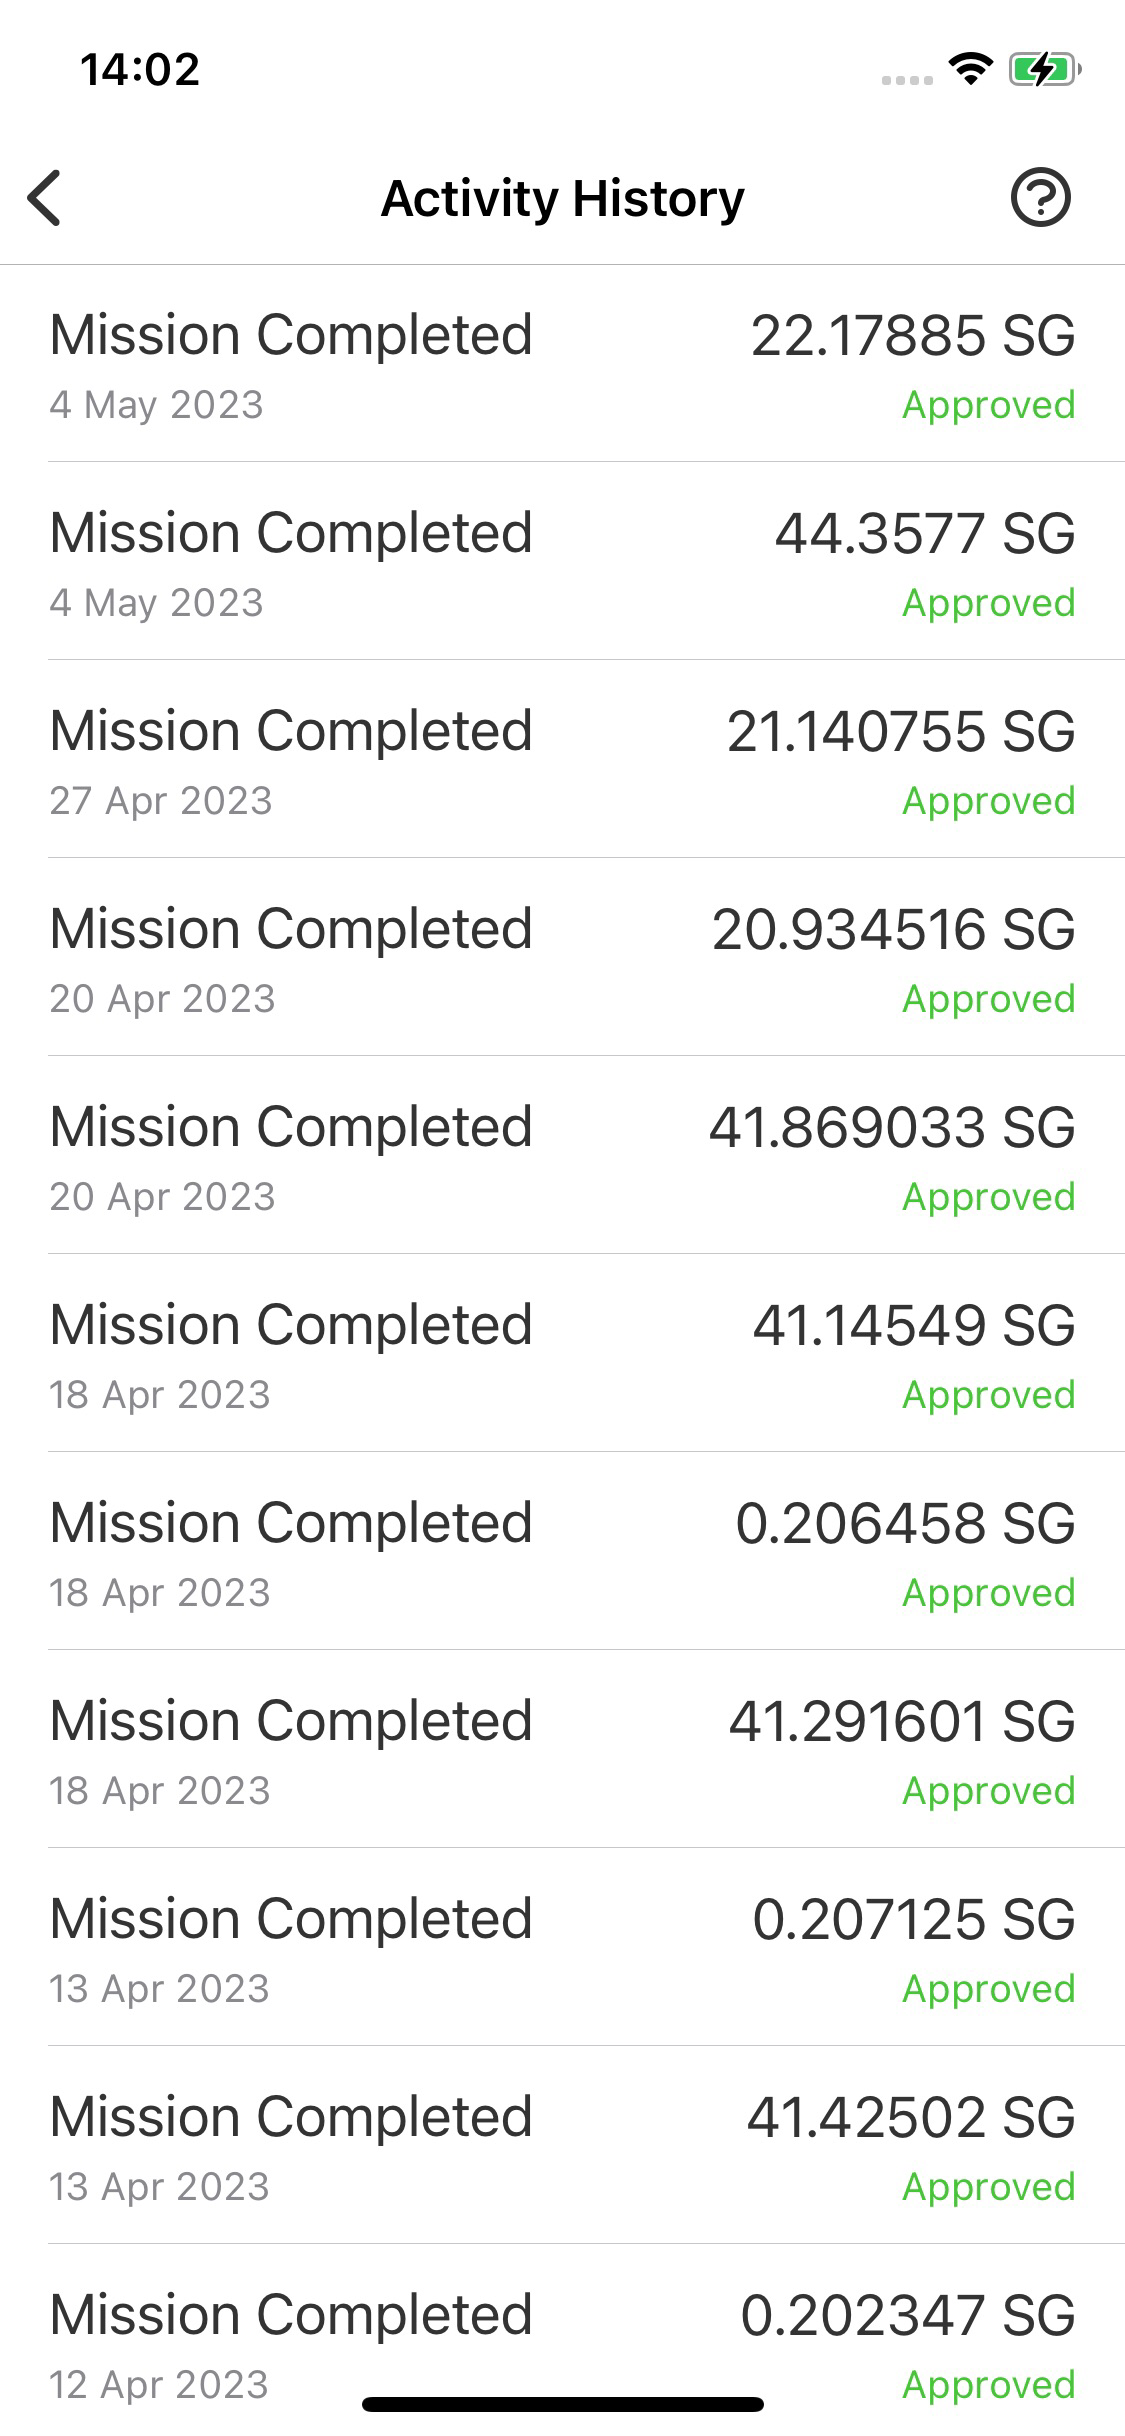 14:02
Activity History
Mission Completed 22.17885 SG
4 May 2023 Approved
Mission Completed 44.3577 SG
4 May 2023 Approved
Mission Completed 21.140755 SG
27 Apr 2023 Approved
Mission Completed 20.934516 SG
20 Apr 2023 Approved
Mission Completed 41.869033 SG
20 Apr 2023 Approved
Mission Completed 41.14549 SG
18 Apr 2023 Approved
Mission Completed 0.206458 SG
18 Apr 2023 Approved
Mission Completed 41.291601 SG
18 Apr 2023 Approved
Mission Completed 0.207125 SG
13 Apr 2023 Approved
Mission Completed 41.42502 SG
13 Apr 2023 Approved
Mission Completed 0.202347 SG
12 Apr 2023 Approved